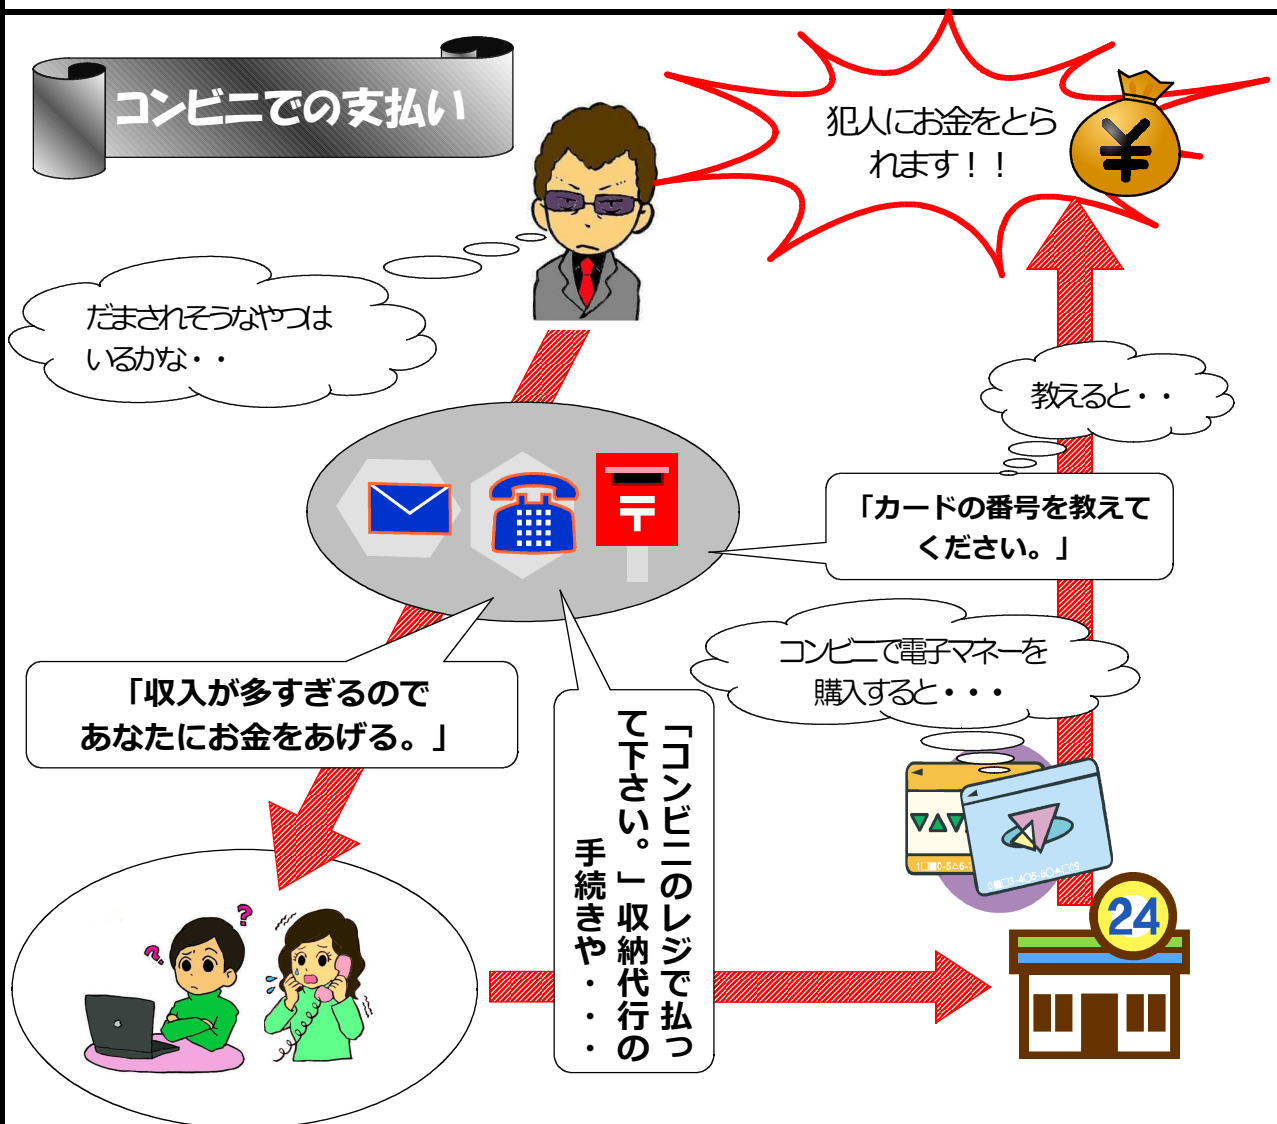 コンビニでの支払い
犯人にお金をとら
れます！！
だまされそうなやつは
いるかな・・
教えると・・
「カードの番号を教えて
ください。」
コンビニで電子マネーを
購入すると・・・
「収入が多すぎるので
あなたにお金をあげる。」
「コンビニのレジで払っ
て下さい。」収納代行の
手続きや・・・
24